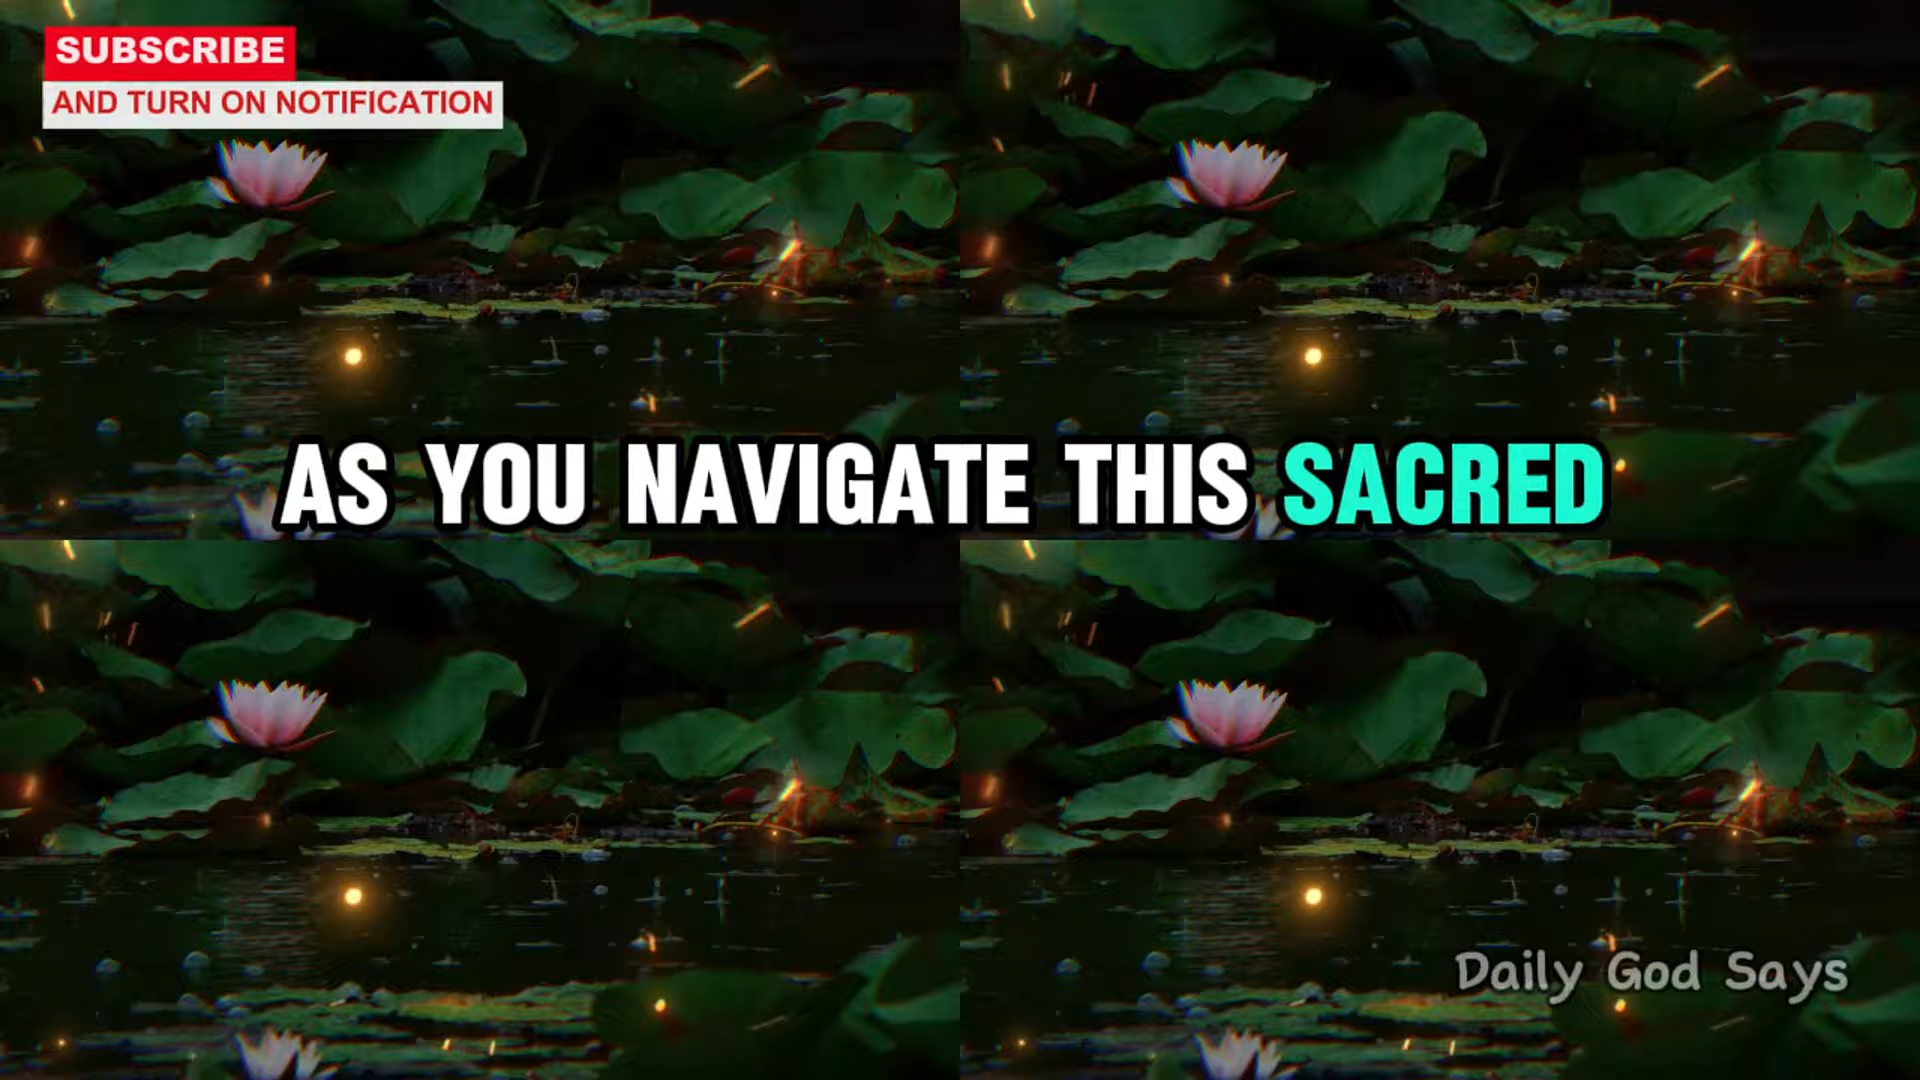 SUBSCRIBE
AND TURN ON NOTIFICATION
AS YOU NAVIGATE THIS SACRED
Daily God Says